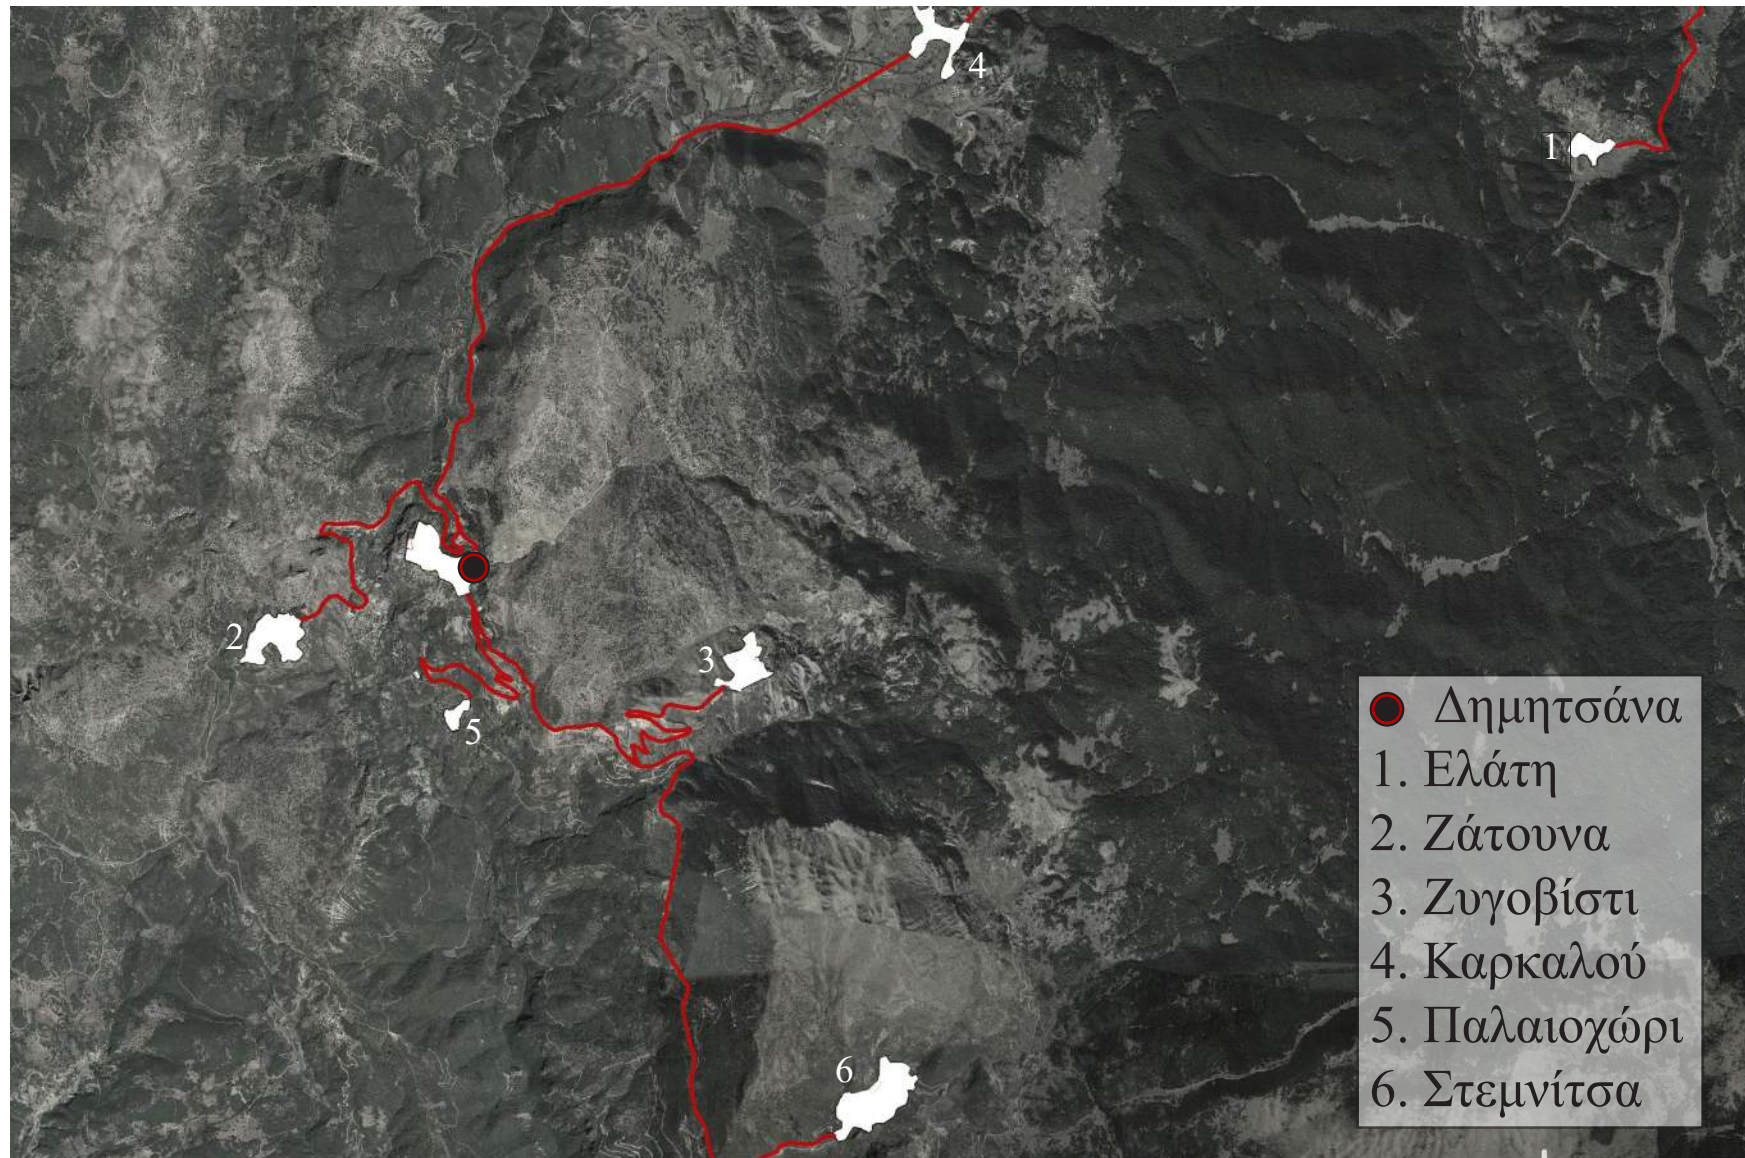 4
1
2
3
5
6
Δημητσάνα
1. Ελάτη
2. Ζάτουνα
3. Ζυγοβίστι
4. Καρκαλού
5. Παλαιοχώρι
6. Στεμνίτσα